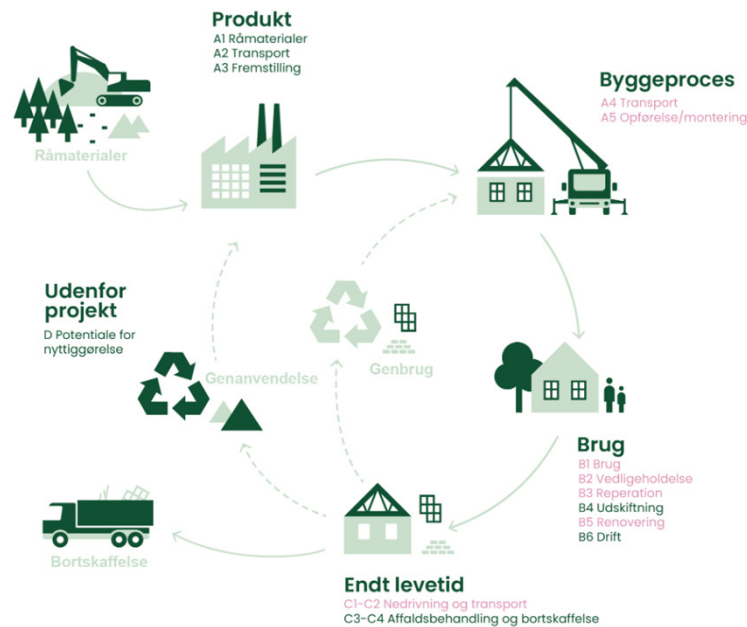 Produkt
A1 Råmaterialer
A2 Transport
A3 Fremstilling
Råmaterialer
Byggeproces
A4 Transport
A5 Opførelse/montering
Udenfor
projekt
D Potentiale for
nyttiggørelse
Genanvendelse
Genbrug
Brug
B1 Brug
B2 Vedligeholdelse
B3 Reperation
B4 Udskiftning
B5 Renovering
B6 Drift
Bortskaffelse
Endt levetid
C1-C2 Nedrivning og transport
C3-C4 Affaldsbehandling og bortskaffelse